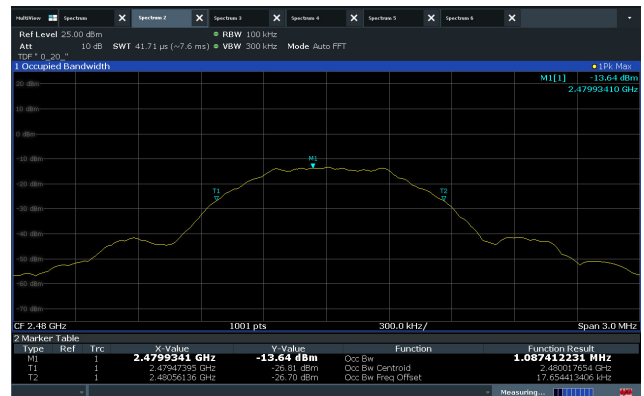 MultiView Spectrum X Spectrum 2 X Spectrum 3 X Spectrum 4 X Spectrum 5 X Spectrum 6 X
Ref Level 25.00 dBm RBW 100 kHz
Att 10 dB SWT 41.71 µs (~7.6 ms) VBW 300 kHz Mode Auto FFT
TDF "0_20_"
1 Occupied Bandwidth 1Pk Max
M1[1] -13.64 dBm
20 dBm
2.47993410 GHz
10 dBm
0 dBm
-10 dBm
M1
-20 dBm
T1 T2
-30 dBm
-40 dBm
-50 dBm
-60 dBm
-70 dBm
CF 2.48 GHz 1001 pts 300.0 kHz/ Span 3.0 MHz
2 Marker Table
Type Ref Trc X-Value Y-Value Function Function Result
M1 1 2.4799341 GHz -13.64 dBm Occ Bw 1.087412231 MHz
T1 1 2.47947395 GHz -26.81 dBm Occ Bw Centroid 2.480017654 GHz
T2 1 2.48056136 GHz -26.70 dBm Occ Bw Freq Offset 17.654413406 kHz
Measuring...